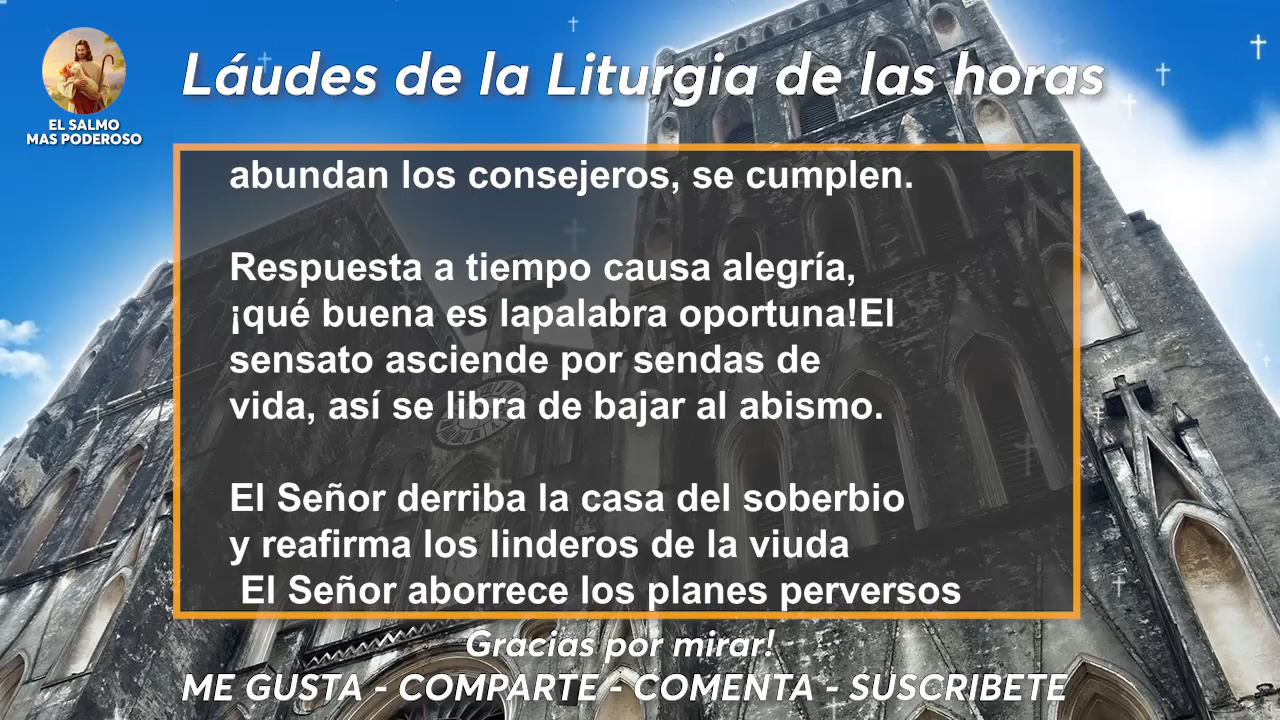 Láudes de la Liturgia de las horas
EL SALMO
MAS PODEROSO
abundan los consejeros, se cumplen.
Respuesta a tiempo causa alegría,
¡qué buena es lapalabra oportuna!El
sensato asciende por sendas de
vida, así se libra de bajar al abismo.
El Señor derriba la casa del soberbio
y reafirma los linderos de la viuda
El Señor aborrece los planes perversos
Gracias por mirar!
ME GUSTA - COMPARTE - COMENTA - SUSCRIBETE